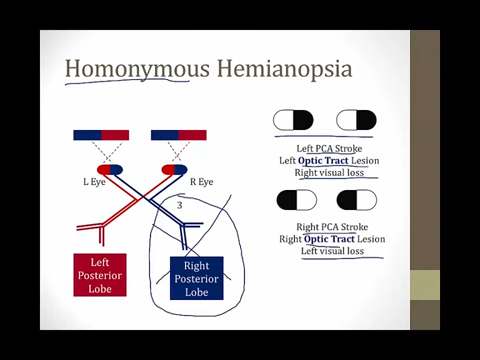 Homonymous Hemianopsia
L Eye
R Eye
3
Left
Posterior
Lobe
Right
Posterior
Lobe
Left PCA Stroke
Left Optic Tract Lesion
Right visual loss
Right PCA Stroke
Right Optic Tract Lesion
Left visual loss